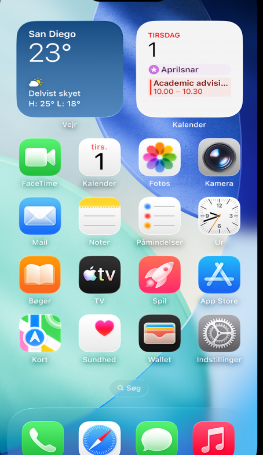 San Diego
23°
Delvist skyet
H: 25° L: 18°
Vejr
TIRSDAG
1
Aprilsnar
Academic advisi...
10.00 – 10.30
Kalender
FaceTime
tirs.
1
Kalender
Fotos
Kamera
Mail
Noter
Påmindelser
Ur
Bøger
tv
TV
Spil
App Store
Kort
Sundhed
Wallet
Indstillinger
Søg